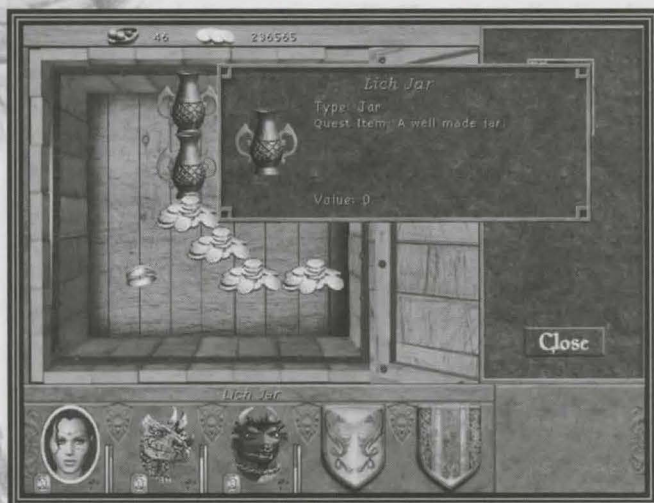 46 236565
Lich Jar
Type: Jar
Quest Item: A well made jar.
Value: 0
Close
Lich Jar